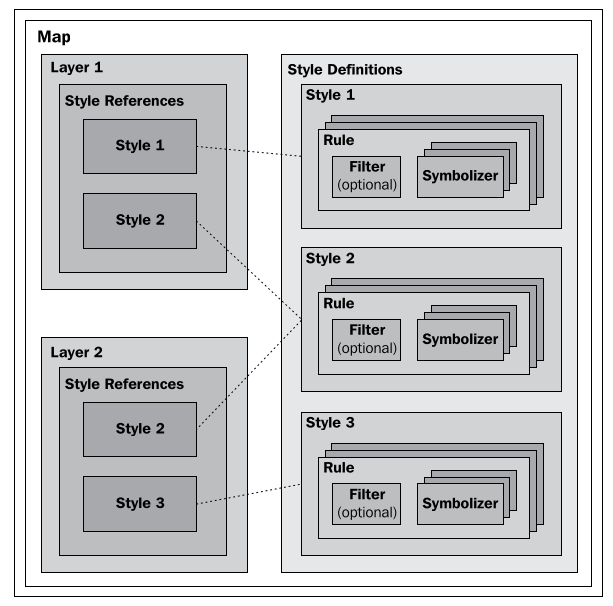 Map
Layer 1
Style References
Style 1
Style 2
Layer 2
Style References
Style 2
Style 3
Style Definitions
Style 1
Rule
Filter
(optional)
Symbolizer
Style 2
Rule
Filter
(optional)
Symbolizer
Style 3
Rule
Filter
(optional)
Symbolizer